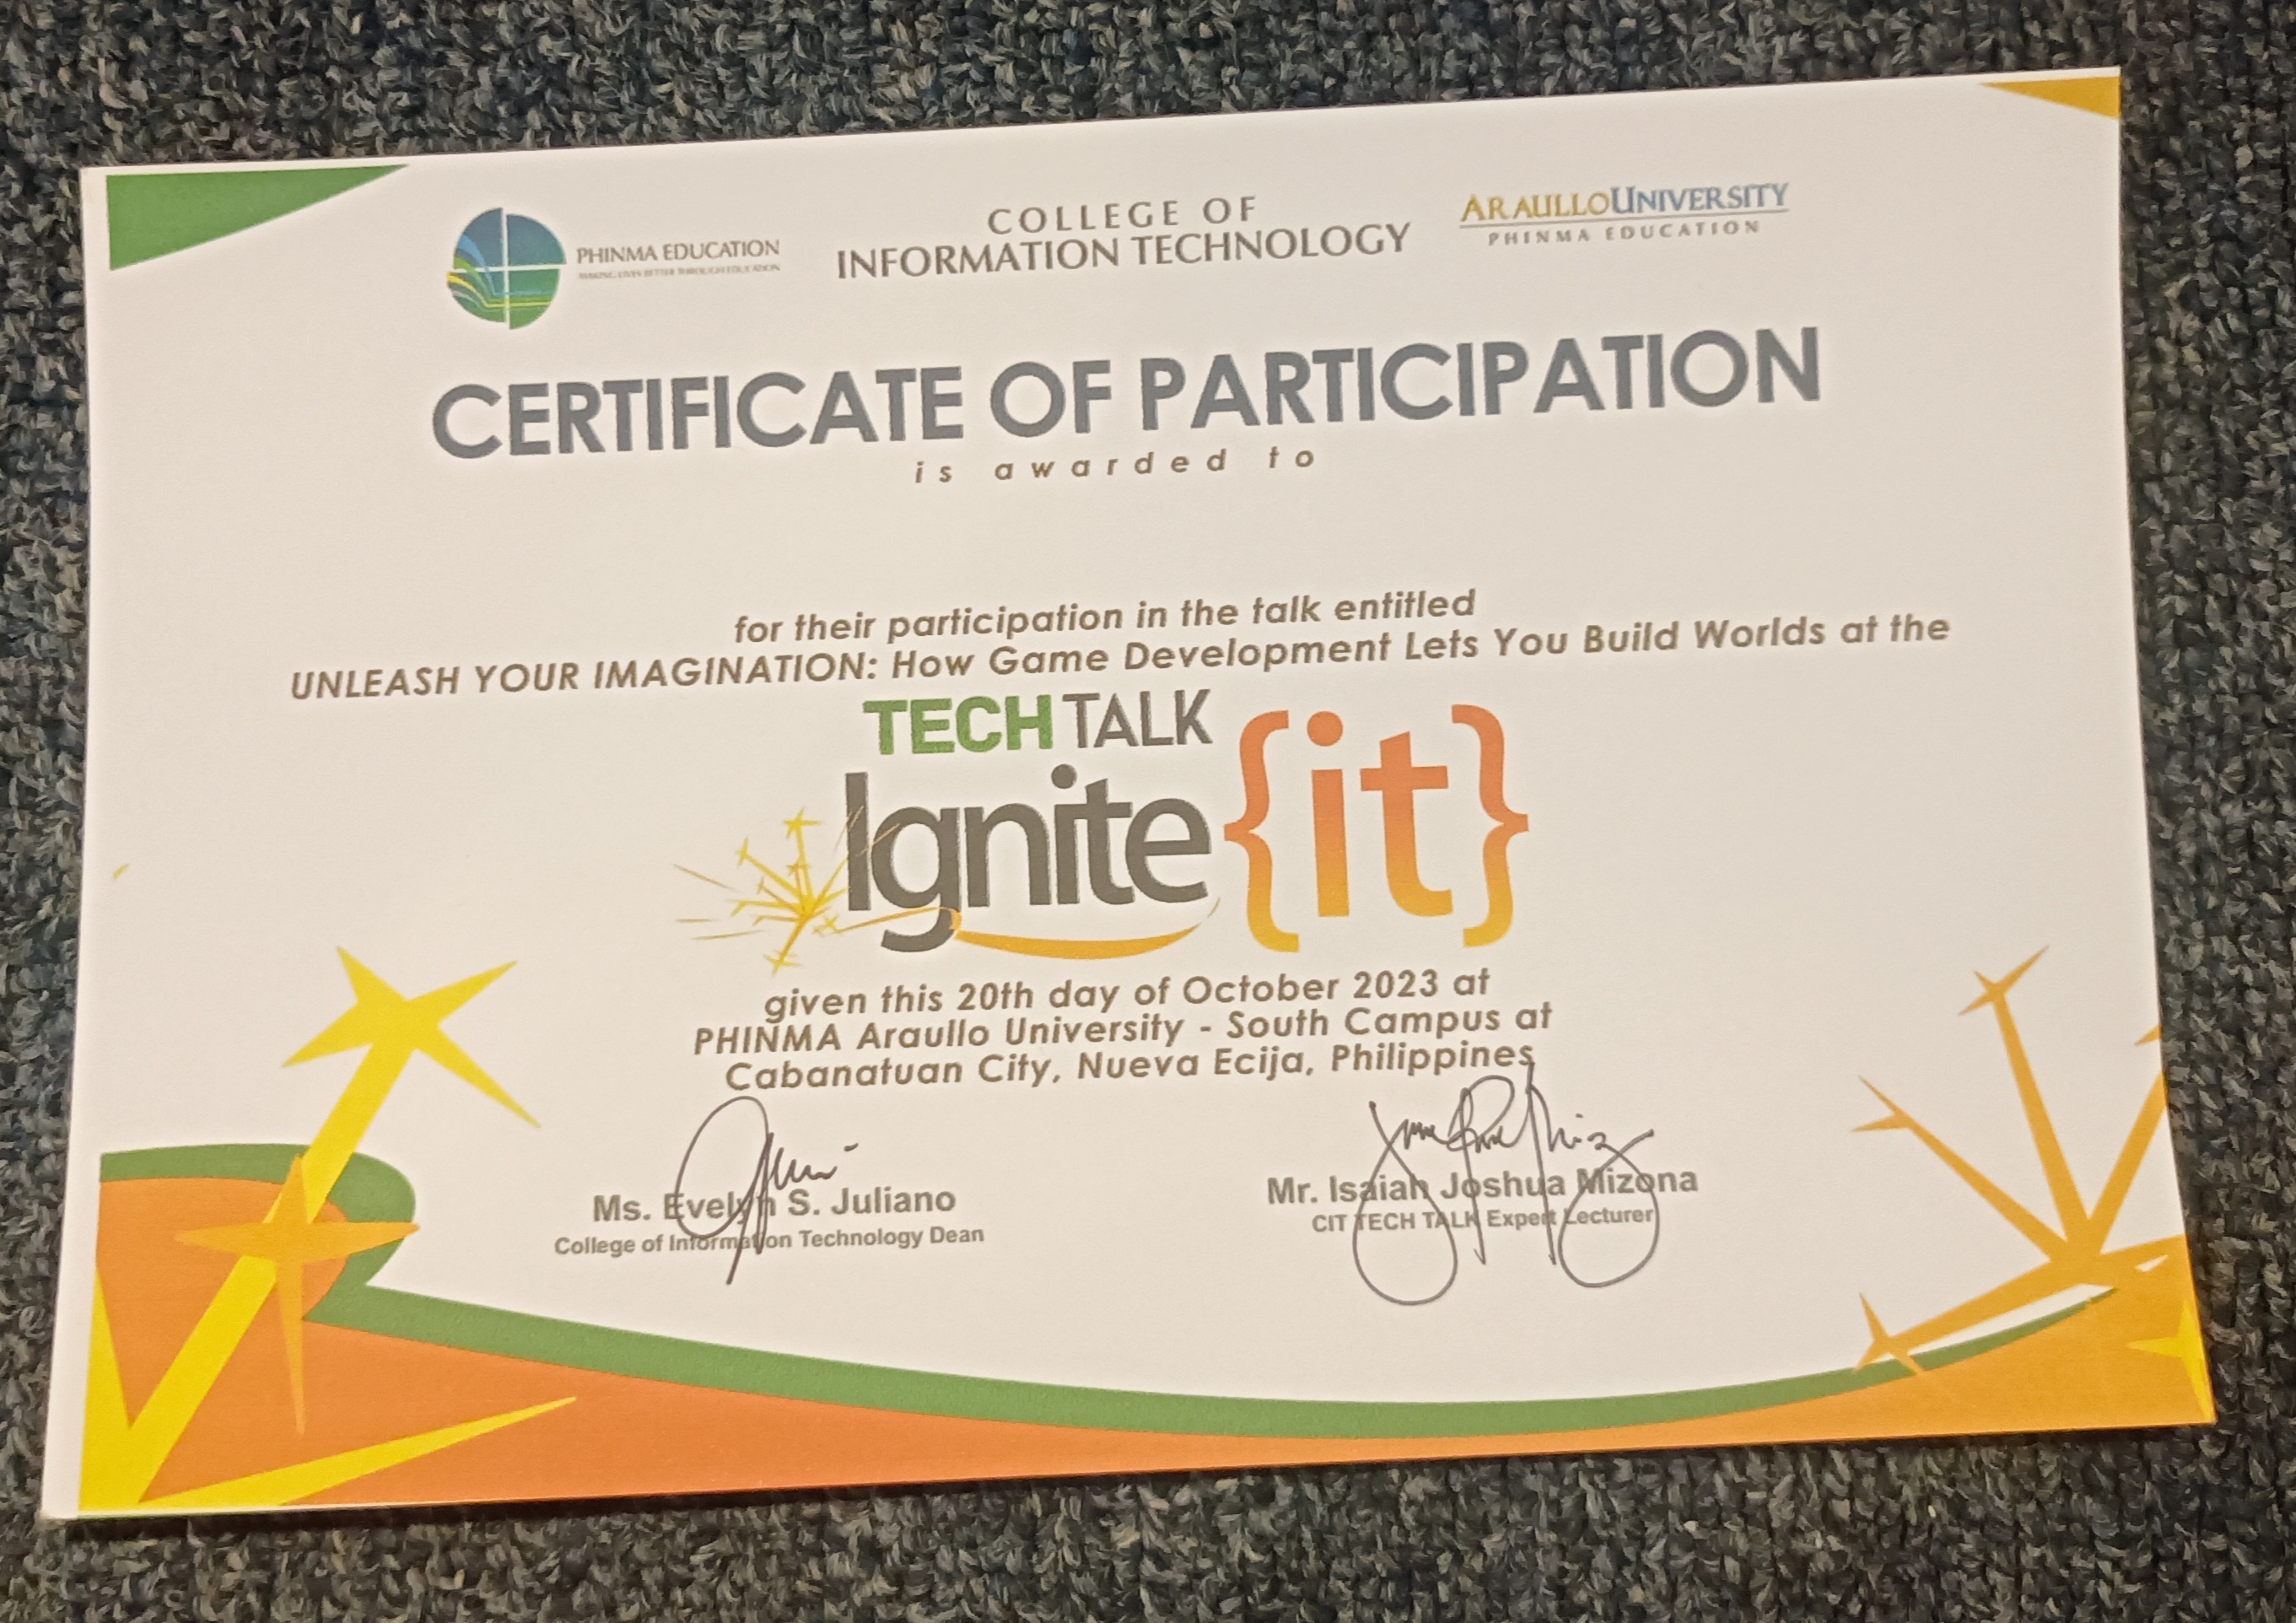 PHINMA EDUCATION
MAKING LIVES BETTER THROUGH EDUCATION
COLLEGE OF
INFORMATION TECHNOLOGY
ARAULLO UNIVERSITY
PHINMA EDUCATION
CERTIFICATE OF PARTICIPATION
is awarded to
for their participation in the talk entitled
UNLEASH YOUR IMAGINATION: How Game Development Lets You Build Worlds at the
TECH TALK
Ignite {it}
given this 20th day of October 2023 at
PHINMA Araullo University - South Campus at
Cabanatuan City, Nueva Ecija, Philippines
Ms. Evelyn S. Juliano
College of Information Technology Dean
Mr. Isaiah Joshua Mizona
CIT TECH TALK Expert Lecturer